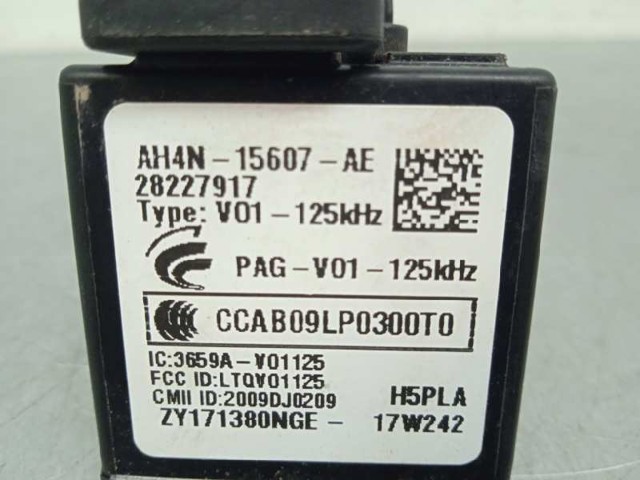 AH4N-15607-AE
28227917
Type: V01-125kHz
PAG-V01-125kHz
CCAB09LP0300T0
IC:3659A-V01125
FCC ID:LTQV01125
CMII ID:2009DJ0209
H5PLA
ZY171380NGE- 17W242